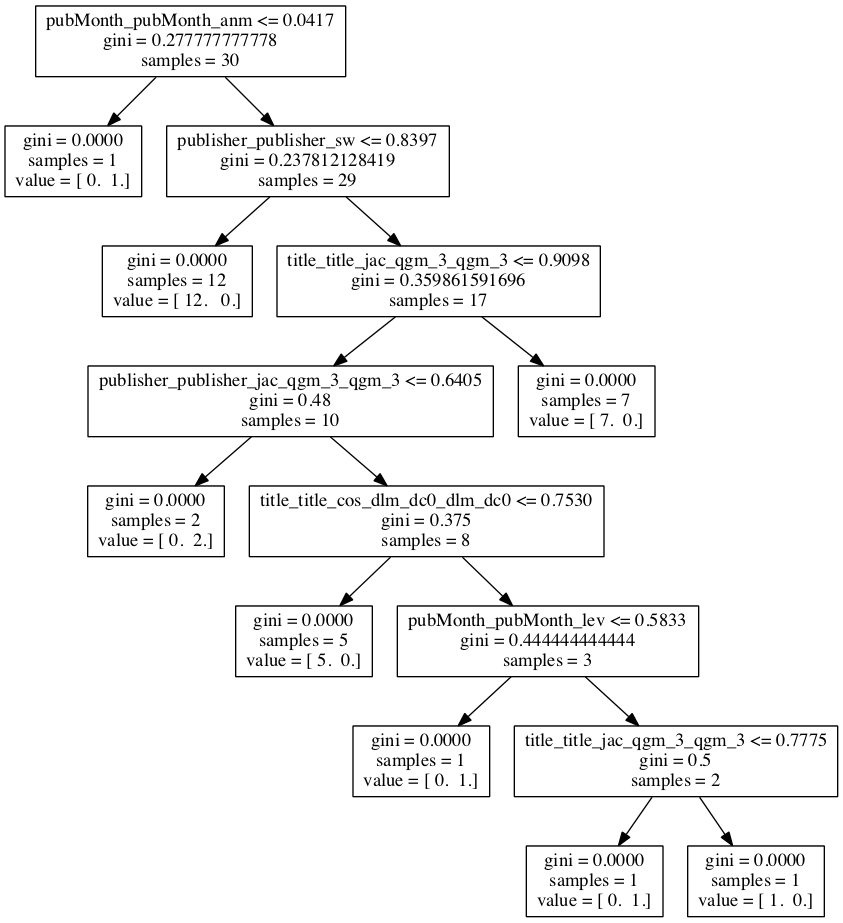 pubMonth_pubMonth_anm <= 0.0417
gini = 0.277777777778
samples = 30
gini = 0.0000
samples = 1
value = [ 0. 1.]
publisher_publisher_sw <= 0.8397
gini = 0.237812128419
samples = 29
gini = 0.0000
samples = 12
value = [ 12. 0.]
title_title_jac_qgm_3_qgm_3 <= 0.9098
gini = 0.359861591696
samples = 17
publisher_publisher_jac_qgm_3_qgm_3 <= 0.6405
gini = 0.48
samples = 10
gini = 0.0000
samples = 7
value = [ 7. 0.]
gini = 0.0000
samples = 2
value = [ 0. 2.]
title_title_cos_dlm_dc0_dlm_dc0 <= 0.7530
gini = 0.375
samples = 8
gini = 0.0000
samples = 5
value = [ 5. 0.]
pubMonth_pubMonth_lev <= 0.5833
gini = 0.444444444444
samples = 3
gini = 0.0000
samples = 1
value = [ 0. 1.]
title_title_jac_qgm_3_qgm_3 <= 0.7775
gini = 0.5
samples = 2
gini = 0.0000
samples = 1
value = [ 0. 1.]
gini = 0.0000
samples = 1
value = [ 1. 0.]